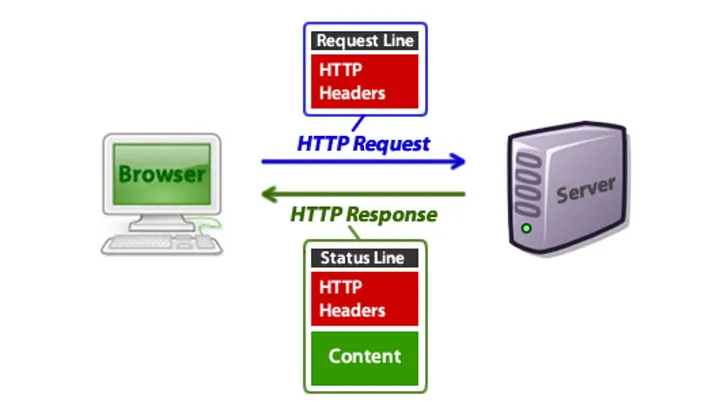 Request Line
HTTP
Headers
HTTP Request
Browser
Server
HTTP Response
Status Line
HTTP
Headers
Content